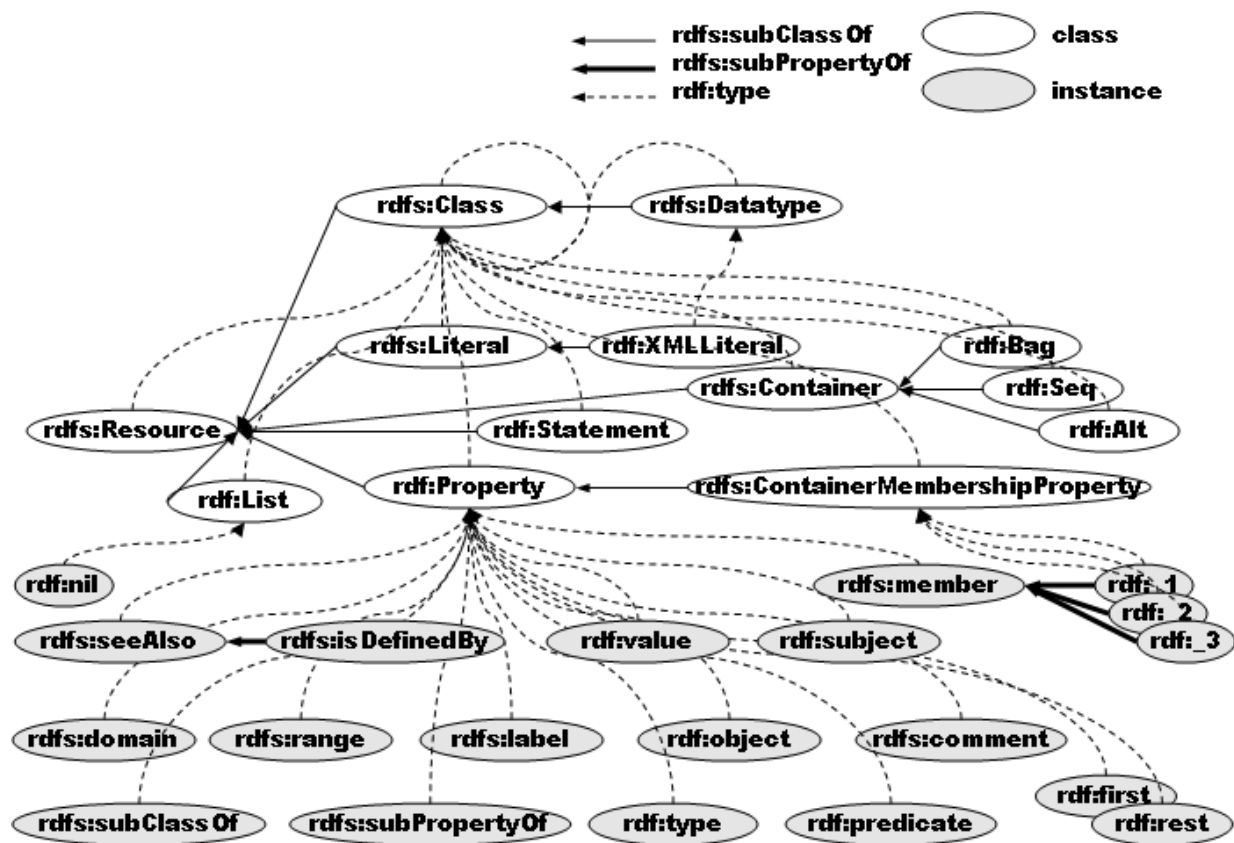 rdfs:subClassOf
class
rdfs:subPropertyOf
rdf:type
instance
rdfs:Class
rdfs:Datatype
rdfs:Literal
rdf:XMLLiteral
rdf:Bag
rdfs:Container
rdf:Seq
rdfs:Resource
rdf:Statement
rdf:Alt
rdf:List
rdf:Property
rdfs:ContainerMembershipProperty
rdf:nil
rdfs:member
rdf:_1
rdf:_2
rdfs:seeAlso
rdfs:isDefinedBy
rdf:value
rdf:subject
rdf:_3
rdfs:domain
rdfs:range
rdfs:label
rdf:object
rdfs:comment
rdf:first
rdfs:subClassOf
rdfs:subPropertyOf
rdf:type
rdf:predicate
rdf:rest